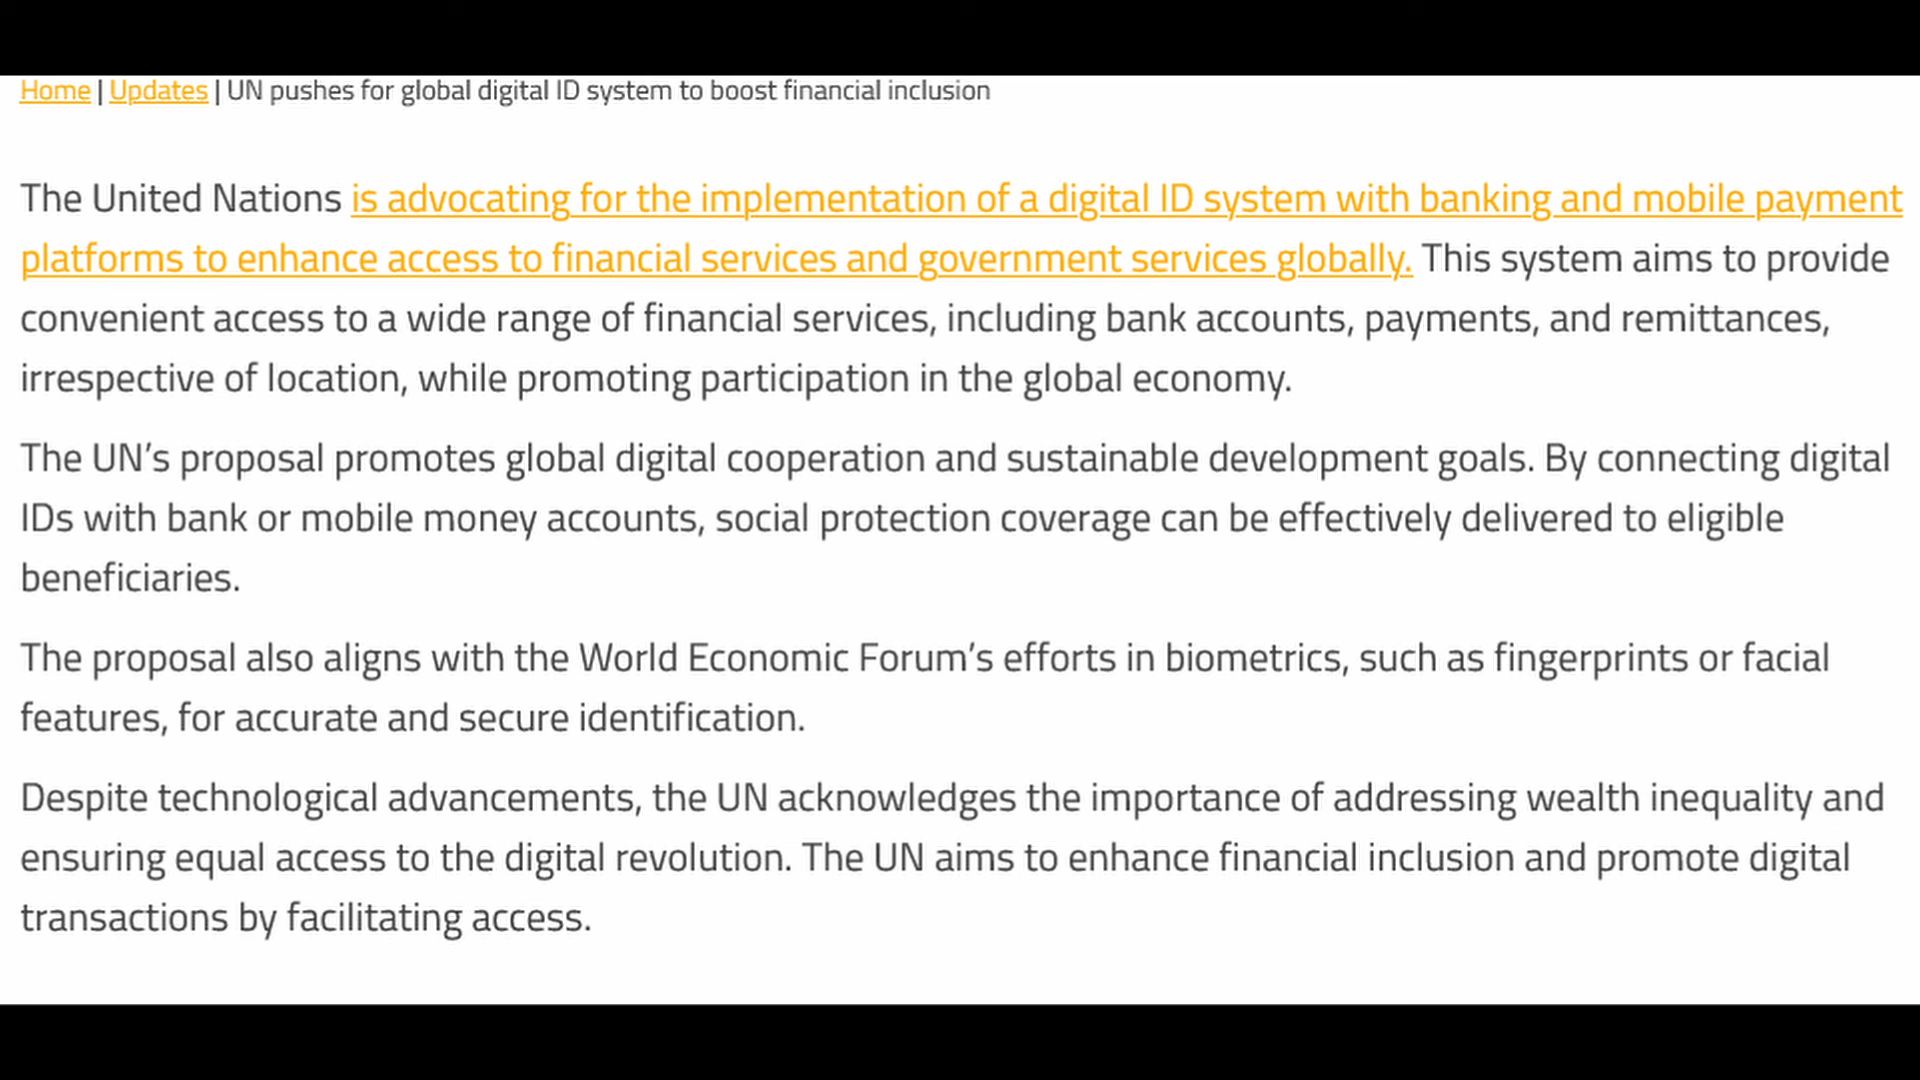 Home | Updates | UN pushes for global digital ID system to boost financial inclusion
The United Nations is advocating for the implementation of a digital ID system with banking and mobile payment
platforms to enhance access to financial services and government services globally. This system aims to provide
convenient access to a wide range of financial services, including bank accounts, payments, and remittances,
irrespective of location, while promoting participation in the global economy.
The UN’s proposal promotes global digital cooperation and sustainable development goals. By connecting digital
IDs with bank or mobile money accounts, social protection coverage can be effectively delivered to eligible
beneficiaries.
The proposal also aligns with the World Economic Forum’s efforts in biometrics, such as fingerprints or facial
features, for accurate and secure identification.
Despite technological advancements, the UN acknowledges the importance of addressing wealth inequality and
ensuring equal access to the digital revolution. The UN aims to enhance financial inclusion and promote digital
transactions by facilitating access.